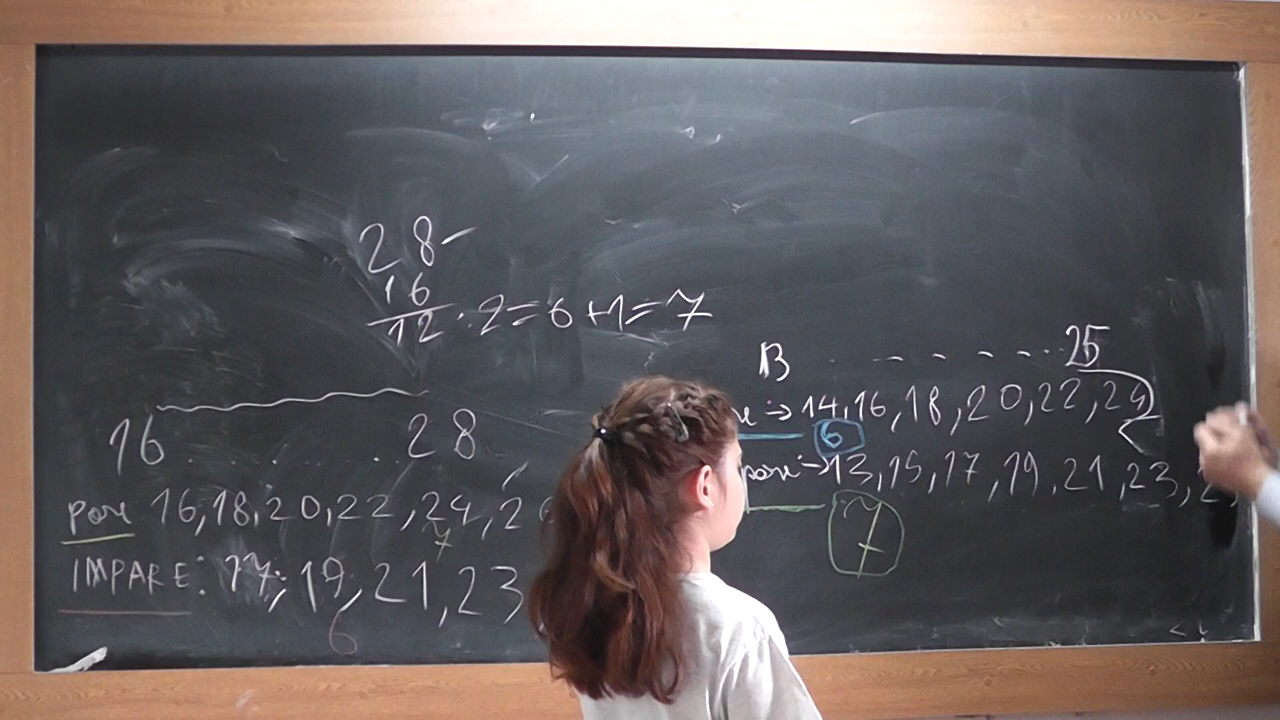 28-
16
12:2=6+1=7
16 . . . . . . 28
pare 16,18,20,22,24,2
7
IMPARE: 17,19,21,23
6
13 . - - - - . . 25
→ 14,16,18,20,22,24
6
→ 13,15,17,19,21,23,
7